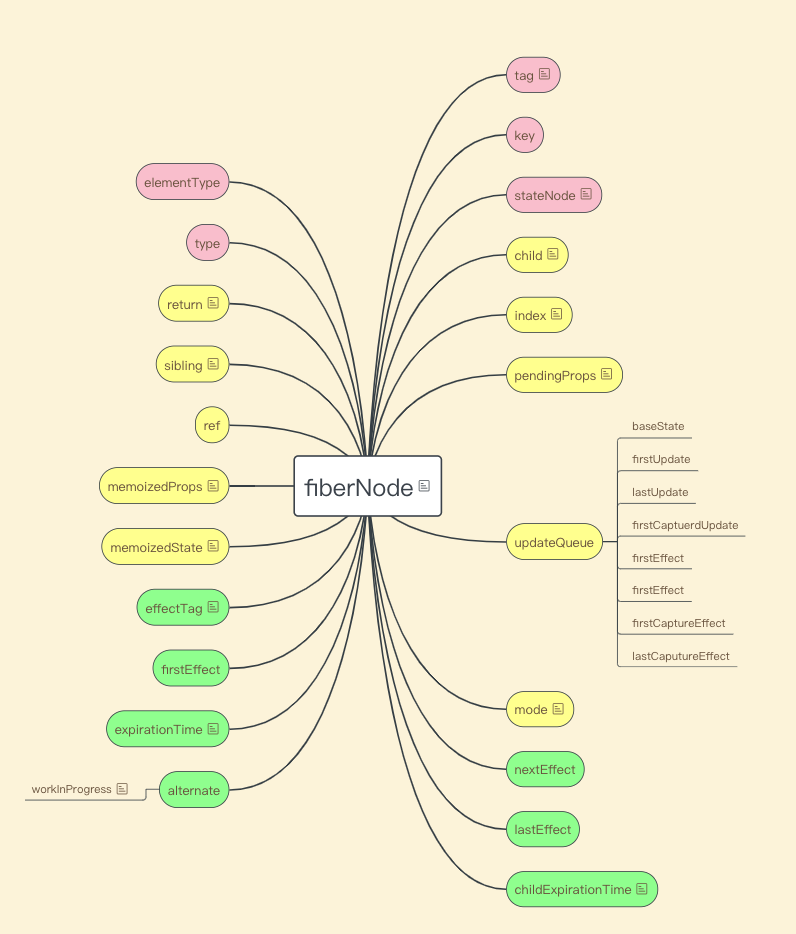 fiberNode
tag
key
stateNode
child
index
pendingProps
updateQueue
baseState
firstUpdate
lastUpdate
firstCaptuerdUpdate
firstEffect
firstEffect
firstCaptureEffect
lastCaputureEffect
mode
nextEffect
lastEffect
childExpirationTime
elementType
type
return
sibling
ref
memoizedProps
memoizedState
effectTag
firstEffect
expirationTime
alternate
workInProgress